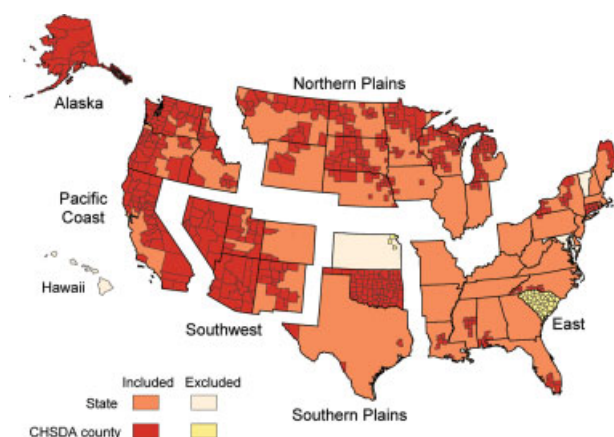 Northern Plains
Alaska
Pacific
Coast
Hawaii
Southwest
East
Southern Plains
Included Excluded
State
CHSDA county